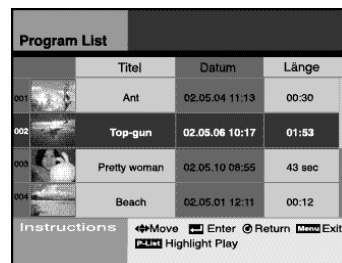 Program List
Titel Datum Länge
001 Ant 02.05.04 11:13 00:30
002 Top-gun 02.05.06 10:17 01:53
003 Pretty woman 02.05.10 08:55 43 sec
004 Beach 02.05.01 12:11 00:12
Instructions Move Enter Return Menu Exit
P-List Highlight Play